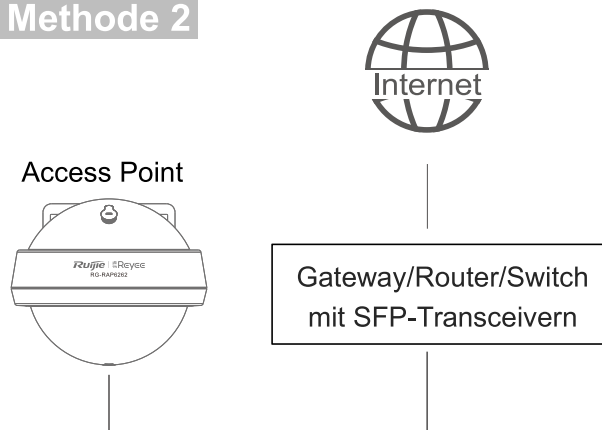 Methode 2
Internet
Access Point
Ruijie Reyee
RG-RAP6262
Gateway/Router/Switch
mit SFP-Transceivern